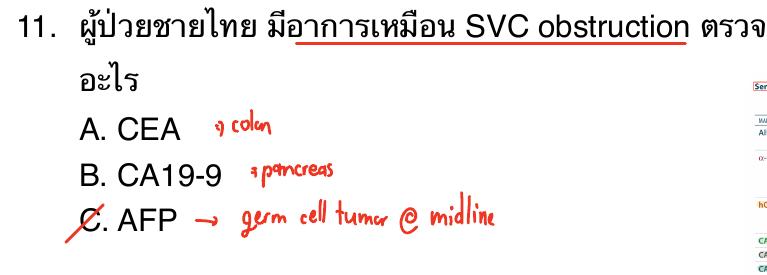 11. ผู้ป่วยชายไทย มีอาการเหมือน SVC obstruction ตรวจ
อะไร
A. CEA → colon
B. CA19-9 → pancreas
C. AFP → germ cell tumor @ midline
Ser
α-
hC